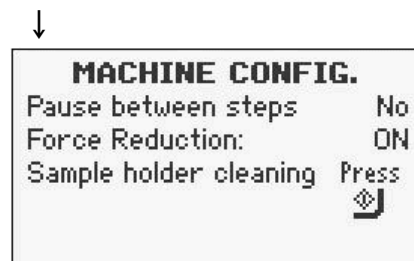 MACHINE CONFIG.
Pause between steps No
Force Reduction: ON
Sample holder cleaning Press